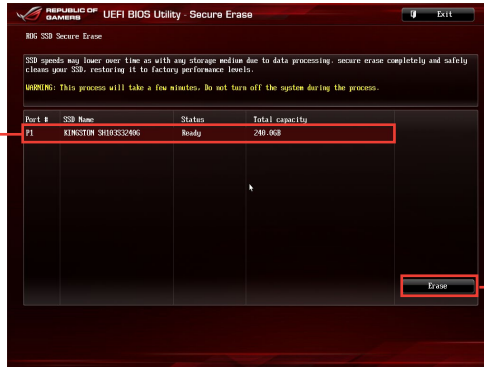 REPUBLIC OF GAMERS UEFI BIOS Utility - Secure Erase Exit
ROG SSD Secure Erase
SSD speeds may lower over time as with any storage medium due to data processing. secure erase completely and safely
cleans your SSD, restoring it to factory performance levels.
WARNING: This process will take a few minutes. Do not turn off the system during the process.
Port # SSD Name Status Total capacity
P1 KINGSTON SH103S3240G Ready 240.0GB
Erase